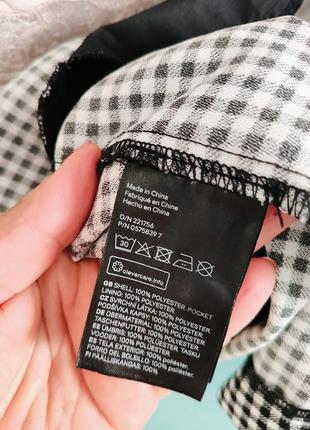 Made in China
Fabriqué en Chine
Hecho en China
O/N 221756
P/N 0575839 7
30
clevercare.info
GB SHELL: 100% POLYESTER. POCKET
LINING: 100% POLYESTER
CZ SVRCHNÍ LÁTKA: 100% POLYESTER.
PODŠÍVKA KAPSY: 100% POLYESTER
DE OBERMATERIAL: 100% POLYESTER.
TASCHENFUTTER: 100% POLYESTER
EE ÜMBRIS: 100% POLÜESTER. TASKU
VOODER: 100% POLÜESTER
ES TELA EXTERIOR: 100% poliéster.
FORRO DEL BOLSILLO: 100% poliéster
FI PÄÄLLISKANGAS: 100%